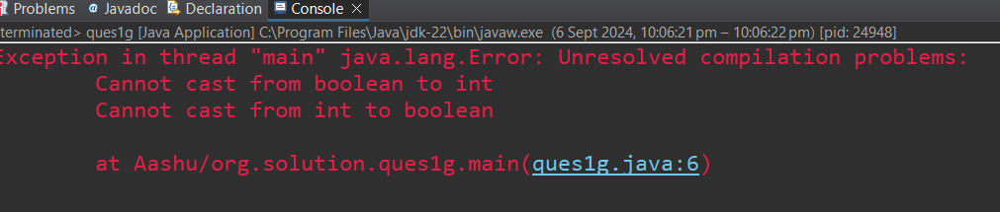 Problems @ Javadoc Declaration Console ×
terminated> ques1g [Java Application] C:\Program Files\Java\jdk-22\bin\javaw.exe (6 Sept 2024, 10:06:21 pm – 10:06:22 pm) [pid: 24948]
Exception in thread "main" java.lang.Error: Unresolved compilation problems:
Cannot cast from boolean to int
Cannot cast from int to boolean
at Aashu/org.solution.ques1g.main(ques1g.java:6)